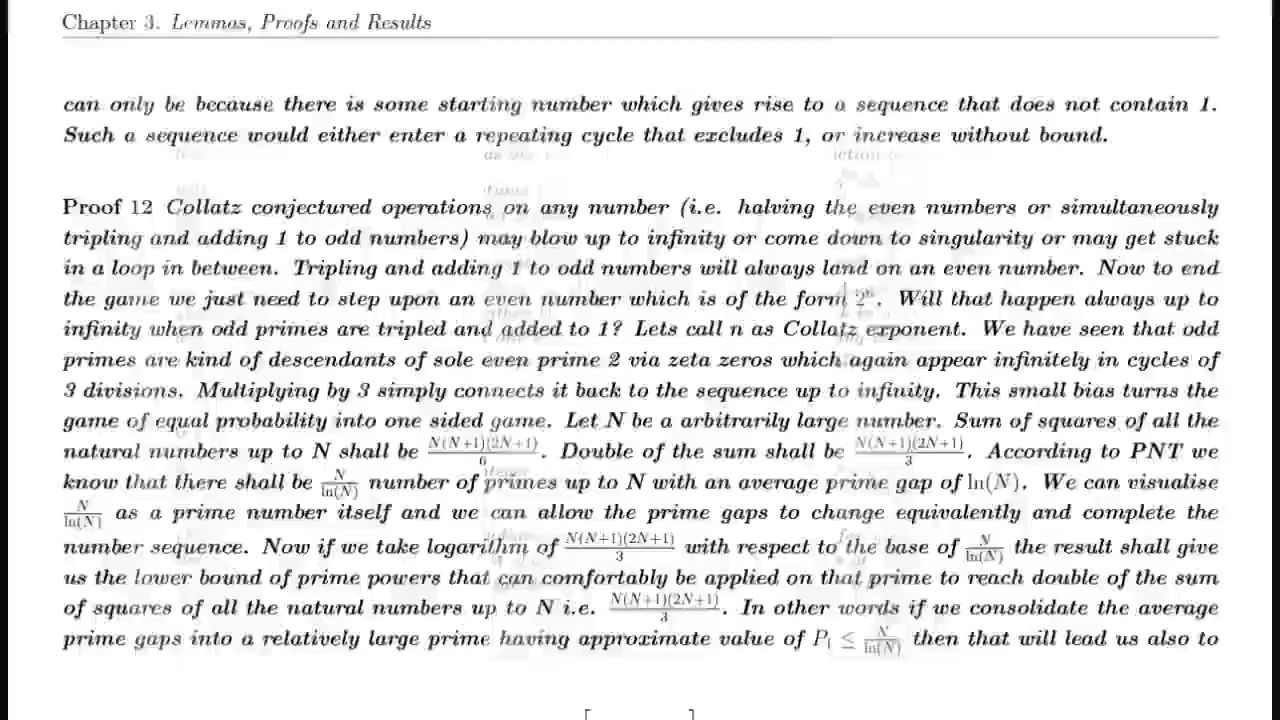 Chapter 3. Lemmas, Proofs and Results
can only be because there is some starting number which gives rise to a sequence that does not contain 1.
Such a sequence would either enter a repeating cycle that excludes 1, or increase without bound.
Proof 12 Collatz conjectured operations on any number (i.e. halving the even numbers or simultaneously
tripling and adding 1 to odd numbers) may blow up to infinity or come down to singularity or may get stuck
in a loop in between. Tripling and adding 1 to odd numbers will always land on an even number. Now to end
the game we just need to step upon an even number which is of the form 2ⁿ. Will that happen always up to
infinity when odd primes are tripled and added to 1? Lets call n as Collatz exponent. We have seen that odd
primes are kind of descendants of sole even prime 2 via zeta zeros which again appear infinitely in cycles of
3 divisions. Multiplying by 3 simply connects it back to the sequence up to infinity. This small bias turns the
game of equal probability into one sided game. Let N be a arbitrarily large number. Sum of squares of all the
natural numbers up to N shall be N(N+1)(2N+1)/6. Double of the sum shall be N(N+1)(2N+1)/3. According to PNT we
know that there shall be N/ln(N) number of primes up to N with an average prime gap of ln(N). We can visualise
N/ln(N) as a prime number itself and we can allow the prime gaps to change equivalently and complete the
number sequence. Now if we take logarithm of N(N+1)(2N+1)/3 with respect to the base of N/ln(N) the result shall give
us the lower bound of prime powers that can comfortably be applied on that prime to reach double of the sum
of squares of all the natural numbers up to N i.e. N(N+1)(2N+1)/3. In other words if we consolidate the average
prime gaps into a relatively large prime having approximate value of P₁ ≤ N/ln(N) then that will lead us also to